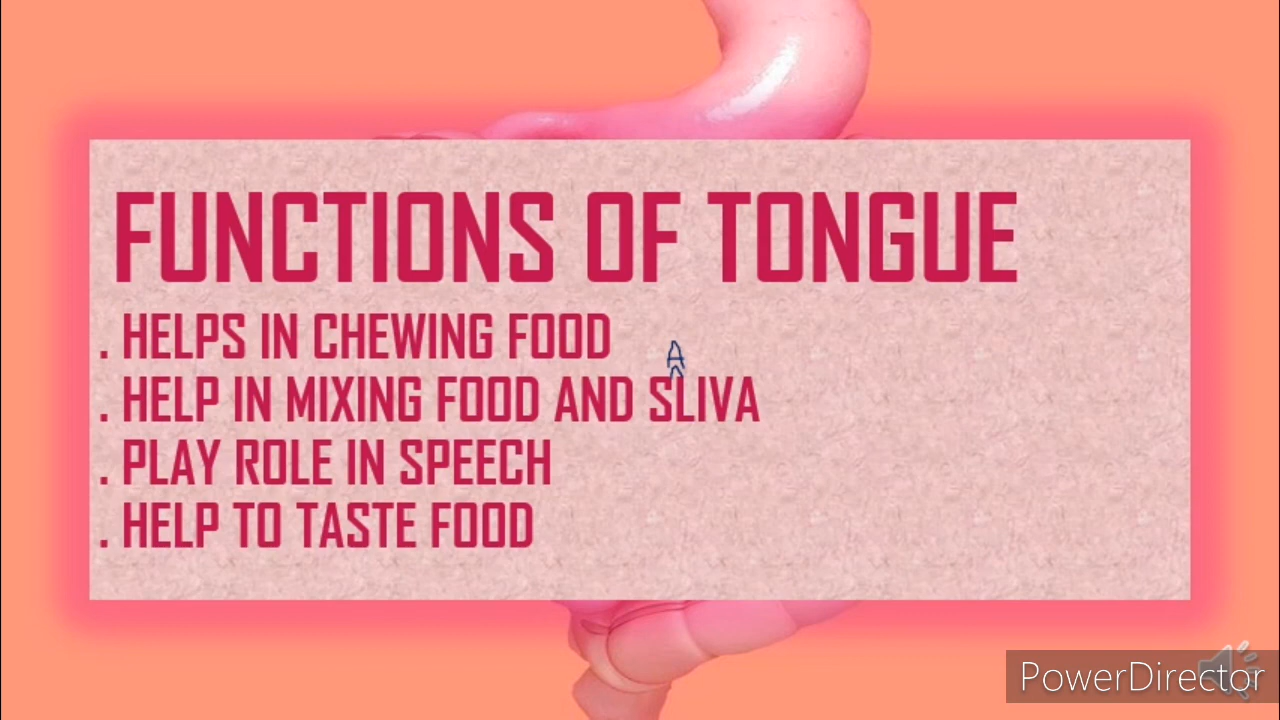 FUNCTIONS OF TONGUE
. HELPS IN CHEWING FOOD
A
. HELP IN MIXING FOOD AND SLIVA
. PLAY ROLE IN SPEECH
. HELP TO TASTE FOOD
PowerDirector